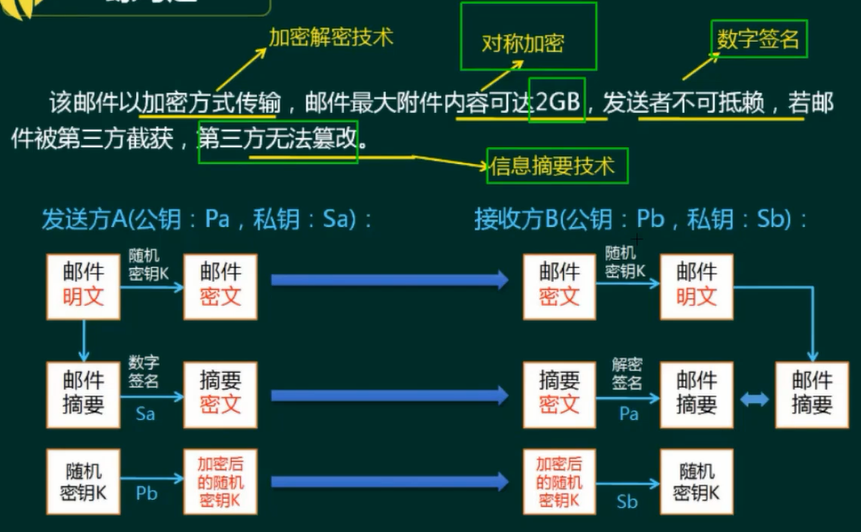 加密解密技术
对称加密
数字签名
该邮件以加密方式传输，邮件最大附件内容可达2GB，发送者不可抵赖，若邮
件被第三方截获，第三方无法篡改。
信息摘要技术
发送方A(公钥：Pa，私钥：Sa)：
接收方B(公钥：Pb，私钥：Sb)：
邮件
明文
随机
密钥K
邮件
密文
邮件
密文
随机
密钥K
邮件
明文
邮件
摘要
数字
签名
Sa
摘要
密文
摘要
密文
解密
签名
Pa
邮件
摘要
邮件
摘要
随机
密钥K
Pb
加密后
的随机
密钥K
加密后
的随机
密钥K
Sb
随机
密钥K